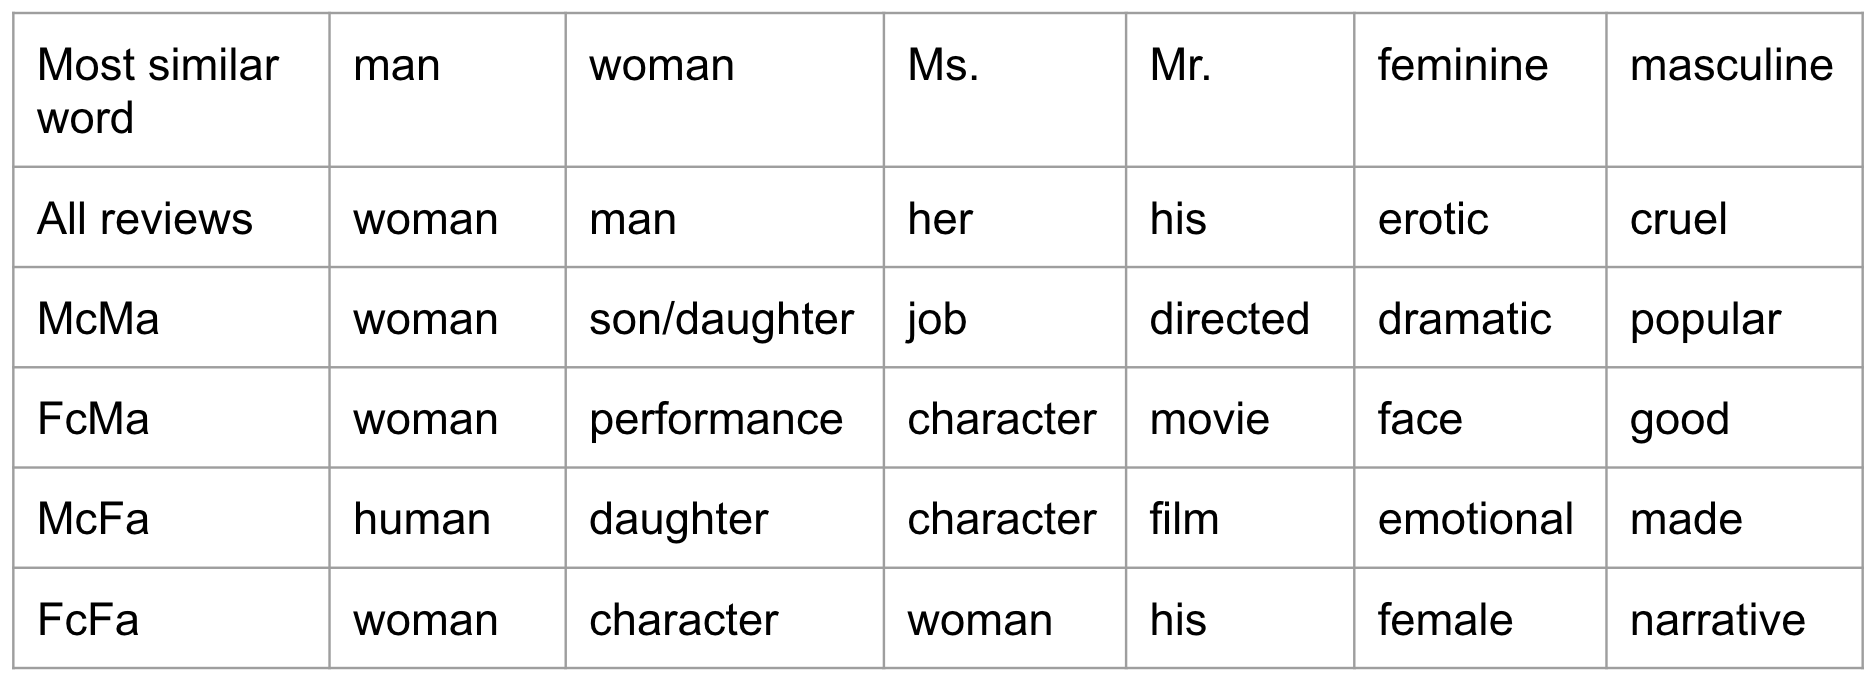 Most similar word man woman Ms. Mr. feminine masculine
All reviews woman man her his erotic cruel
McMa woman son/daughter job directed dramatic popular
FcMa woman performance character movie face good
McFa human daughter character film emotional made
FcFa woman character woman his female narrative